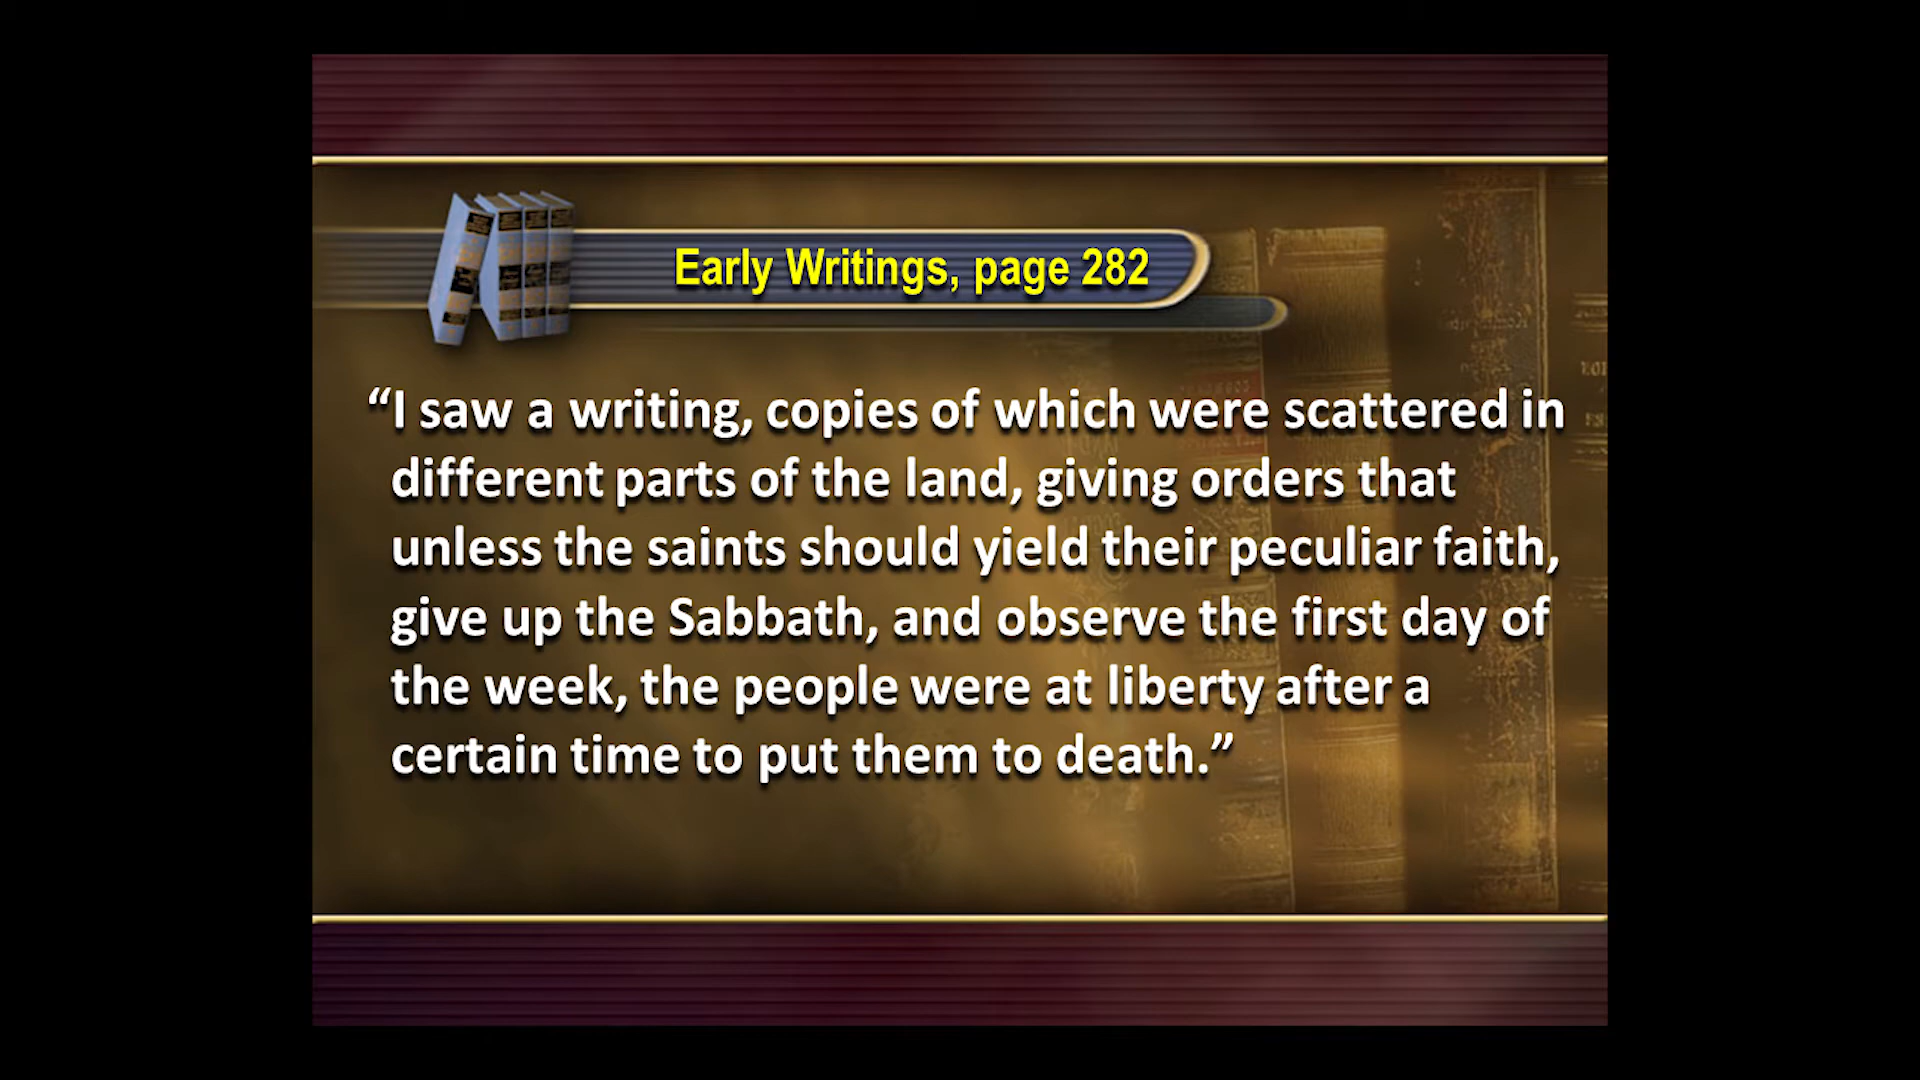 Early Writings, page 282
“I saw a writing, copies of which were scattered in
different parts of the land, giving orders that
unless the saints should yield their peculiar faith,
give up the Sabbath, and observe the first day of
the week, the people were at liberty after a
certain time to put them to death.”